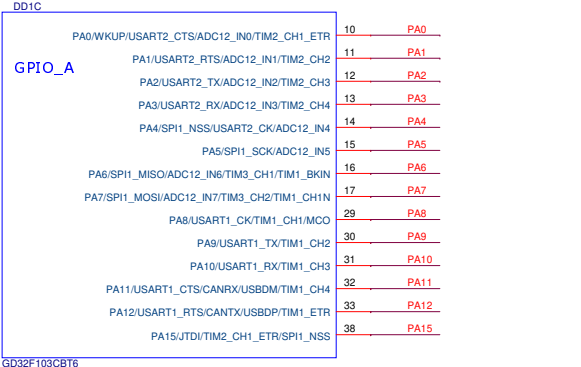 DD1C
GPIO_A
PA0/WKUP/USART2_CTS/ADC12_IN0/TIM2_CH1_ETR 10 PA0
PA1/USART2_RTS/ADC12_IN1/TIM2_CH2 11 PA1
PA2/USART2_TX/ADC12_IN2/TIM2_CH3 12 PA2
PA3/USART2_RX/ADC12_IN3/TIM2_CH4 13 PA3
PA4/SPI1_NSS/USART2_CK/ADC12_IN4 14 PA4
PA5/SPI1_SCK/ADC12_IN5 15 PA5
PA6/SPI1_MISO/ADC12_IN6/TIM3_CH1/TIM1_BKIN 16 PA6
PA7/SPI1_MOSI/ADC12_IN7/TIM3_CH2/TIM1_CH1N 17 PA7
PA8/USART1_CK/TIM1_CH1/MCO 29 PA8
PA9/USART1_TX/TIM1_CH2 30 PA9
PA10/USART1_RX/TIM1_CH3 31 PA10
PA11/USART1_CTS/CANRX/USBDM/TIM1_CH4 32 PA11
PA12/USART1_RTS/CANTX/USBDP/TIM1_ETR 33 PA12
PA15/JTDI/TIM2_CH1_ETR/SPI1_NSS 38 PA15
GD32F103CBT6